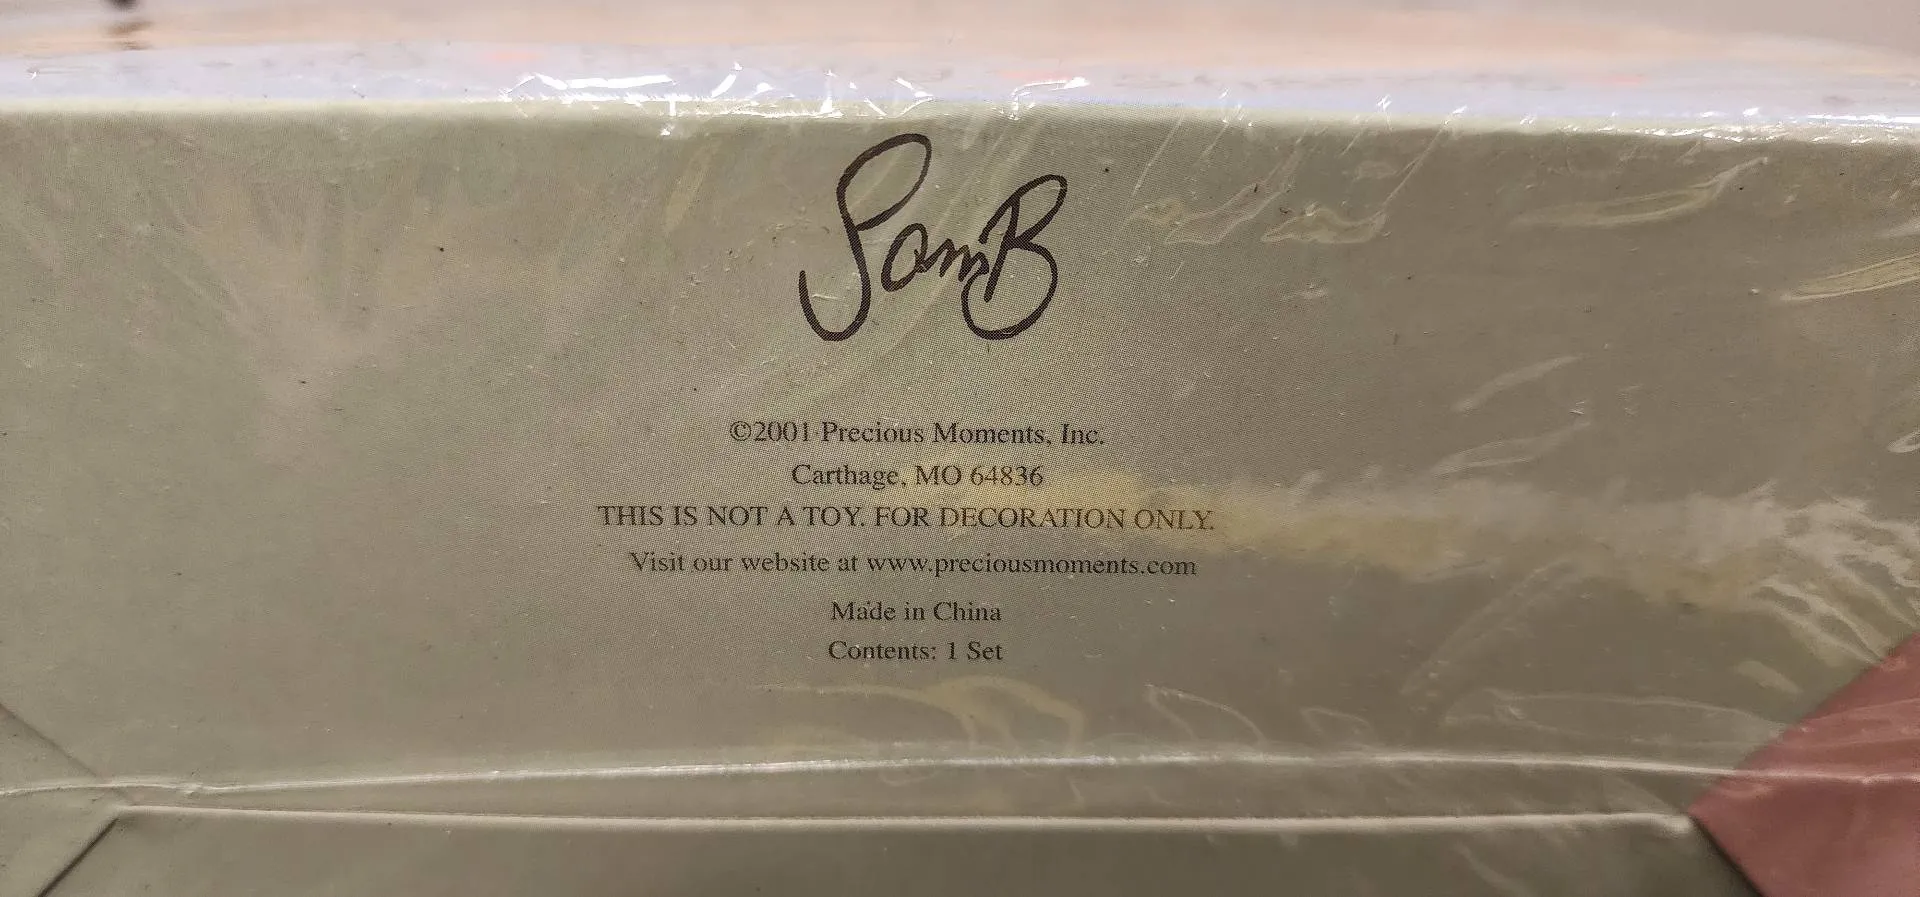 SamB
©2001 Precious Moments, Inc.
Carthage, MO 64836
THIS IS NOT A TOY. FOR DECORATION ONLY.
Visit our website at www.preciousmoments.com
Made in China
Contents: 1 Set